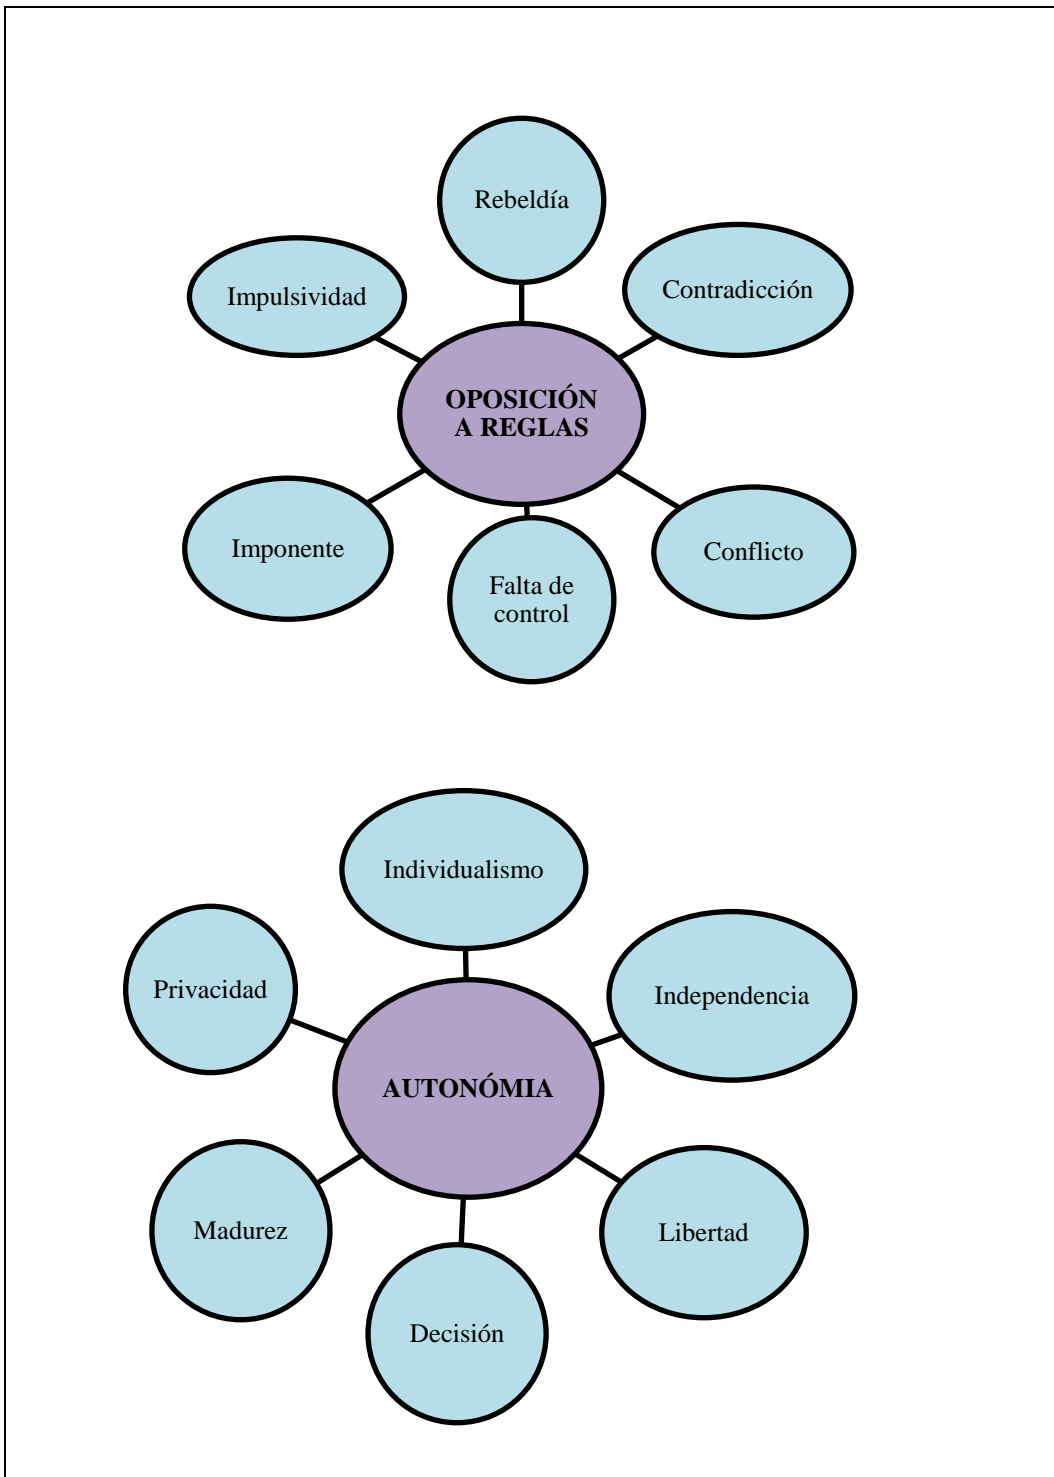 Rebeldía
Impulsividad
Contradicción
OPOSICIÓN
A REGLAS
Imponente
Conflicto
Falta de
control
Individualismo
Privacidad
Independencia
AUTONÓMIA
Madurez
Libertad
Decisión